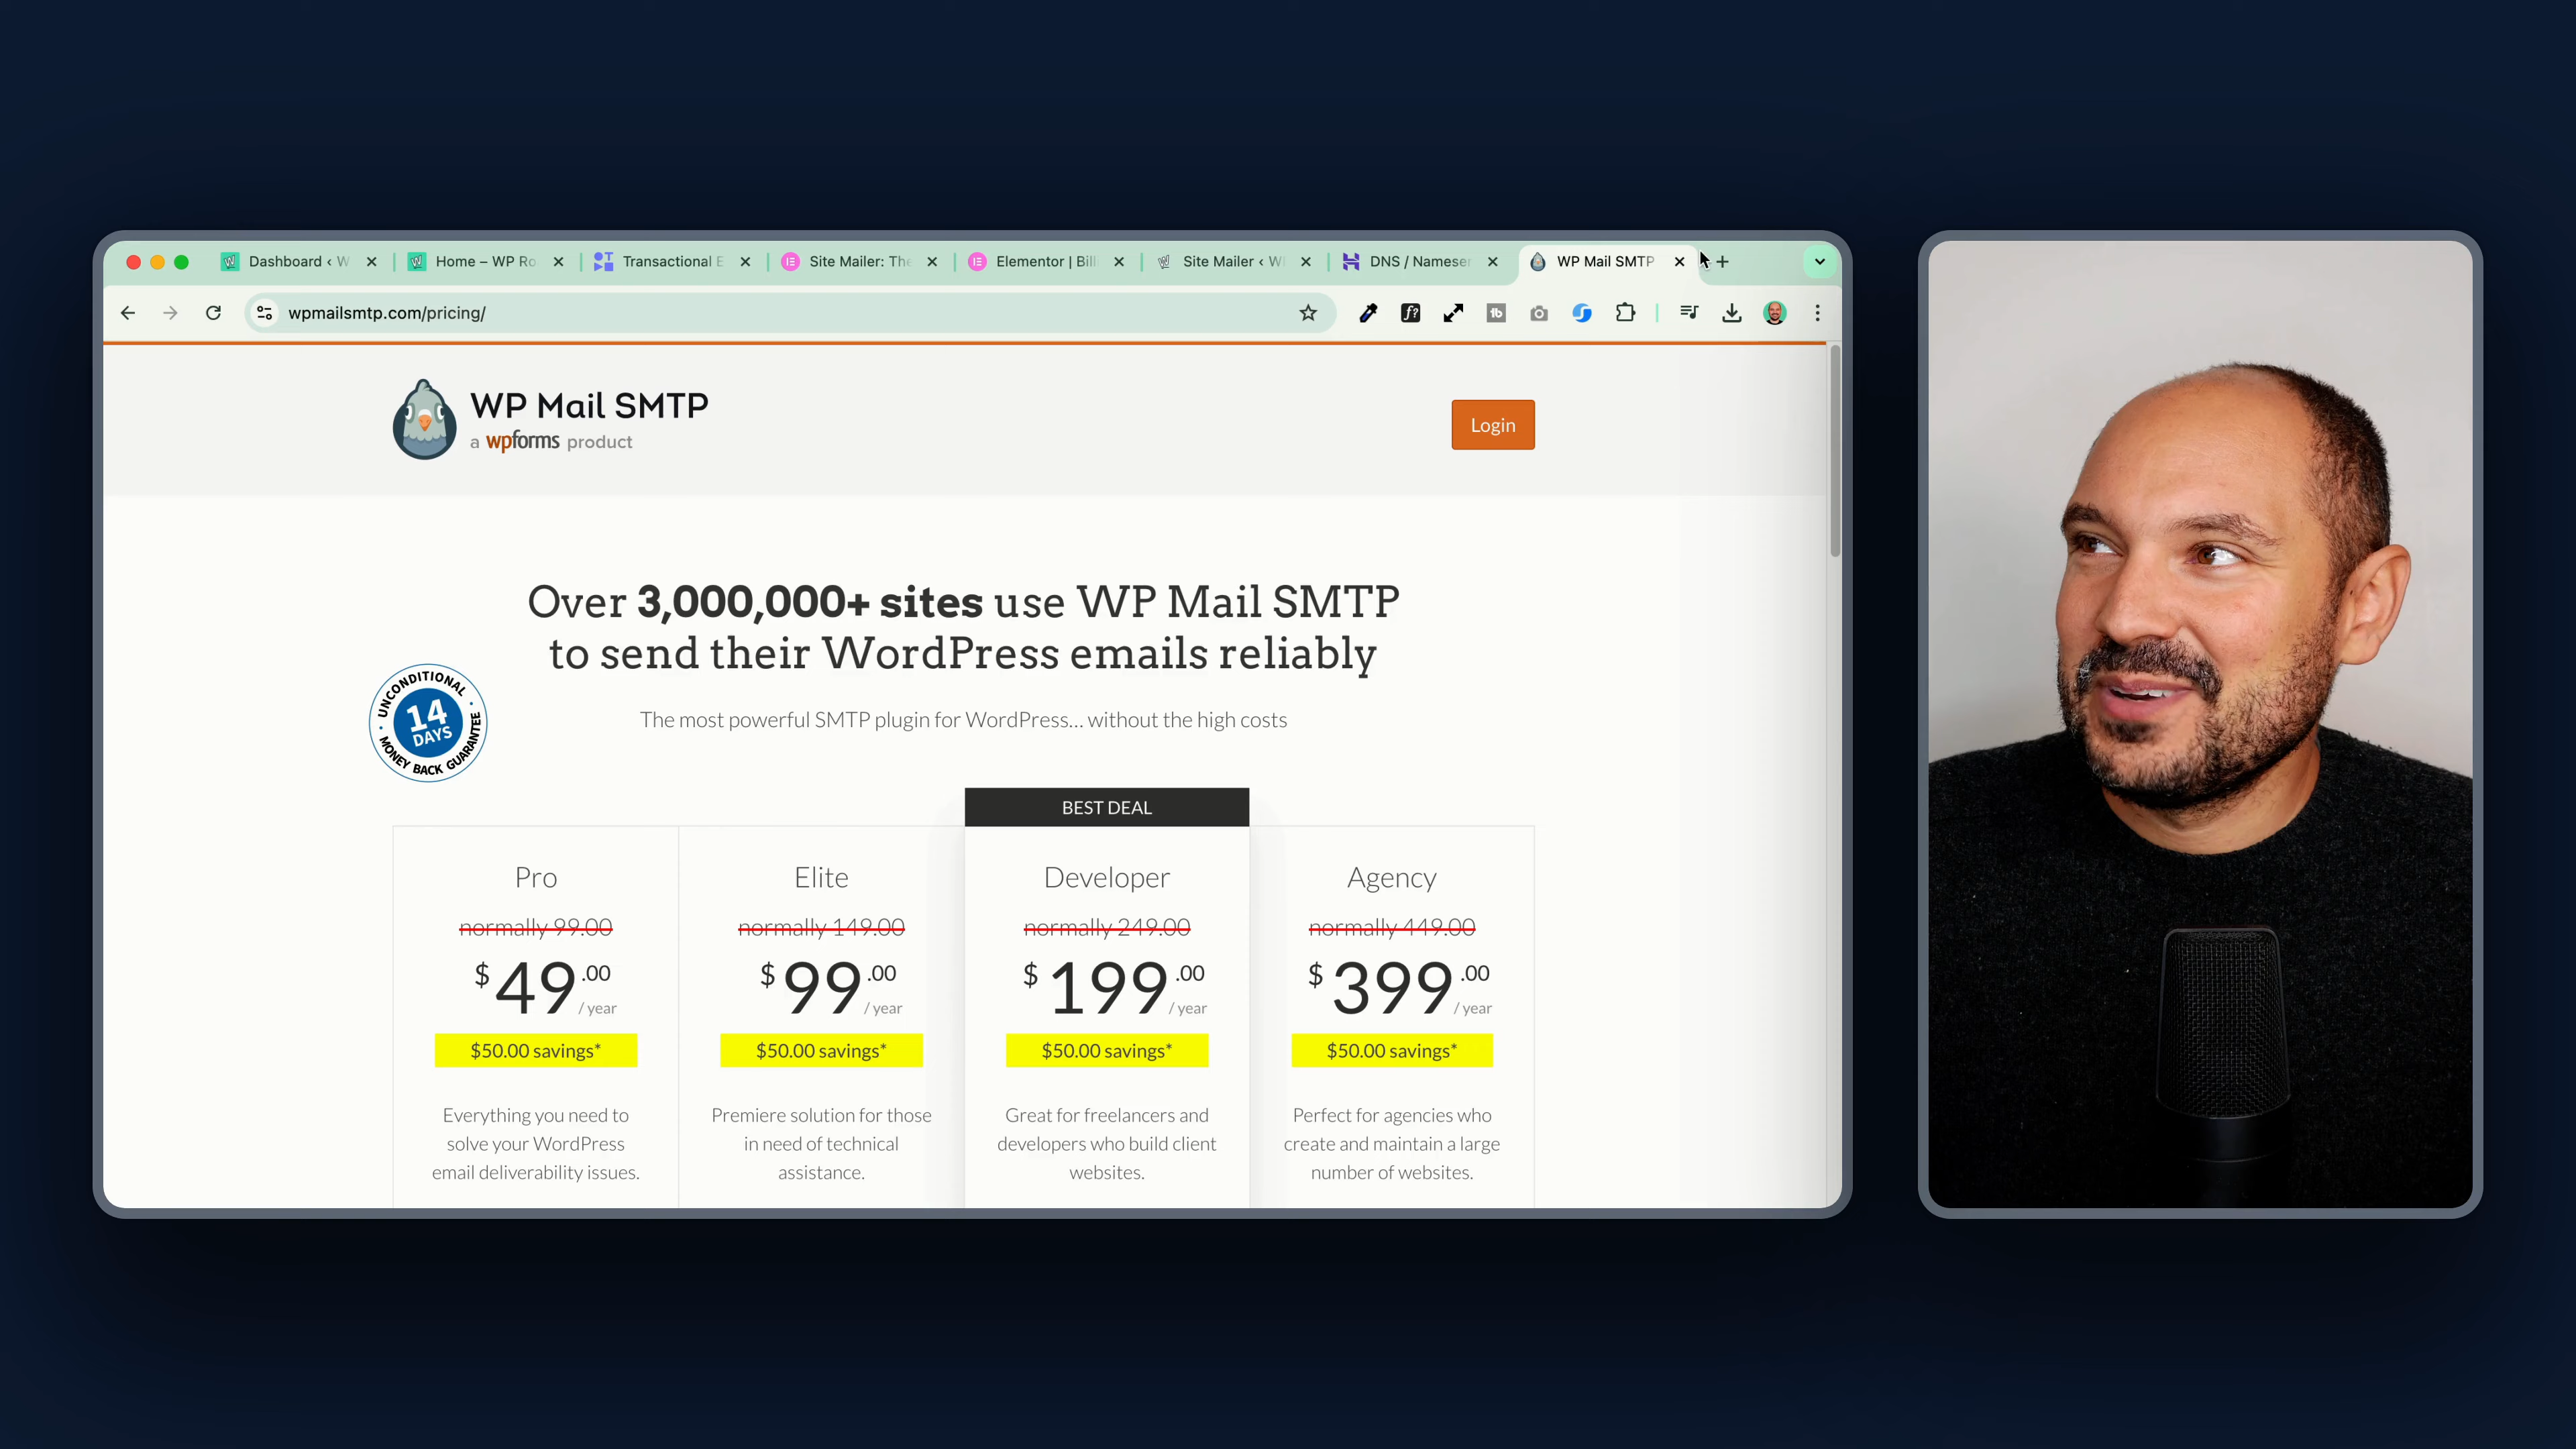 Dashboard ‹ W
Home – WP Ro
Transactional E
Site Mailer: The
Elementor | Billi
Site Mailer ‹ WP
DNS / Nameser
WP Mail SMTP
wpmailsmtp.com/pricing/
f?
tb
WP Mail SMTP
a wpforms product
Login
Over 3,000,000+ sites use WP Mail SMTP
to send their WordPress emails reliably
UNCONDITIONAL
14
DAYS
MONEY BACK GUARANTEE
The most powerful SMTP plugin for WordPress... without the high costs
BEST DEAL
Pro
normally 99.00
$49.00
/ year
$50.00 savings*
Everything you need to
solve your WordPress
email deliverability issues.
Elite
normally 149.00
$99.00
/ year
$50.00 savings*
Premiere solution for those
in need of technical
assistance.
Developer
normally 249.00
$199.00
/ year
$50.00 savings*
Great for freelancers and
developers who build client
websites.
Agency
normally 449.00
$399.00
/ year
$50.00 savings*
Perfect for agencies who
create and maintain a large
number of websites.